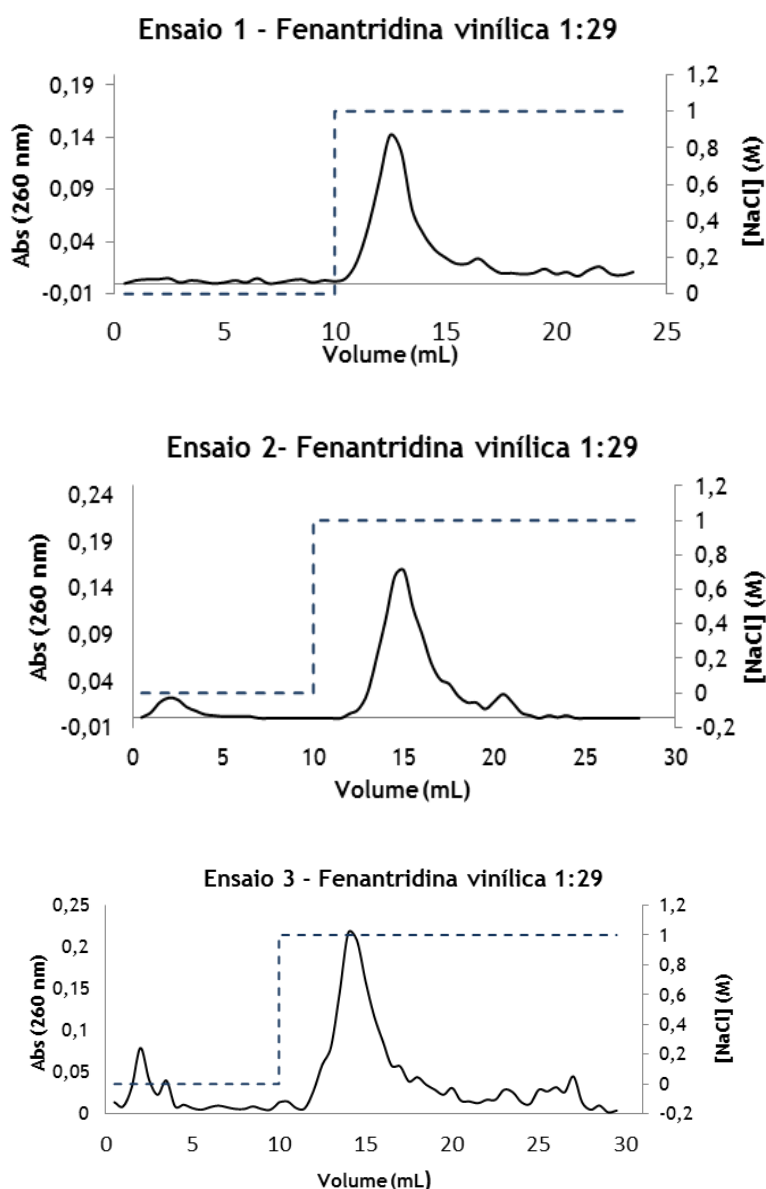 Ensaio 1 - Fenantridina vinílica 1:29
0,19
0,14
0,09
0,04
-0,01
Abs (260 nm)
1,2
1
0,8
0,6
0,4
0,2
0
[NaCl] (M)
0 5 10 15 20 25
Volume (mL)
Ensaio 2- Fenantridina vinílica 1:29
0,24
0,19
0,14
0,09
0,04
-0,01
Abs (260 nm)
1,2
1
0,8
0,6
0,4
0,2
0
-0,2
[NaCl] (M)
0 5 10 15 20 25 30
Volume (mL)
Ensaio 3 - Fenantridina vinílica 1:29
0,25
0,2
0,15
0,1
0,05
0
Abs (260 nm)
1,2
1
0,8
0,6
0,4
0,2
0
-0,2
[NaCl] (M)
0 5 10 15 20 25 30
Volume (mL)